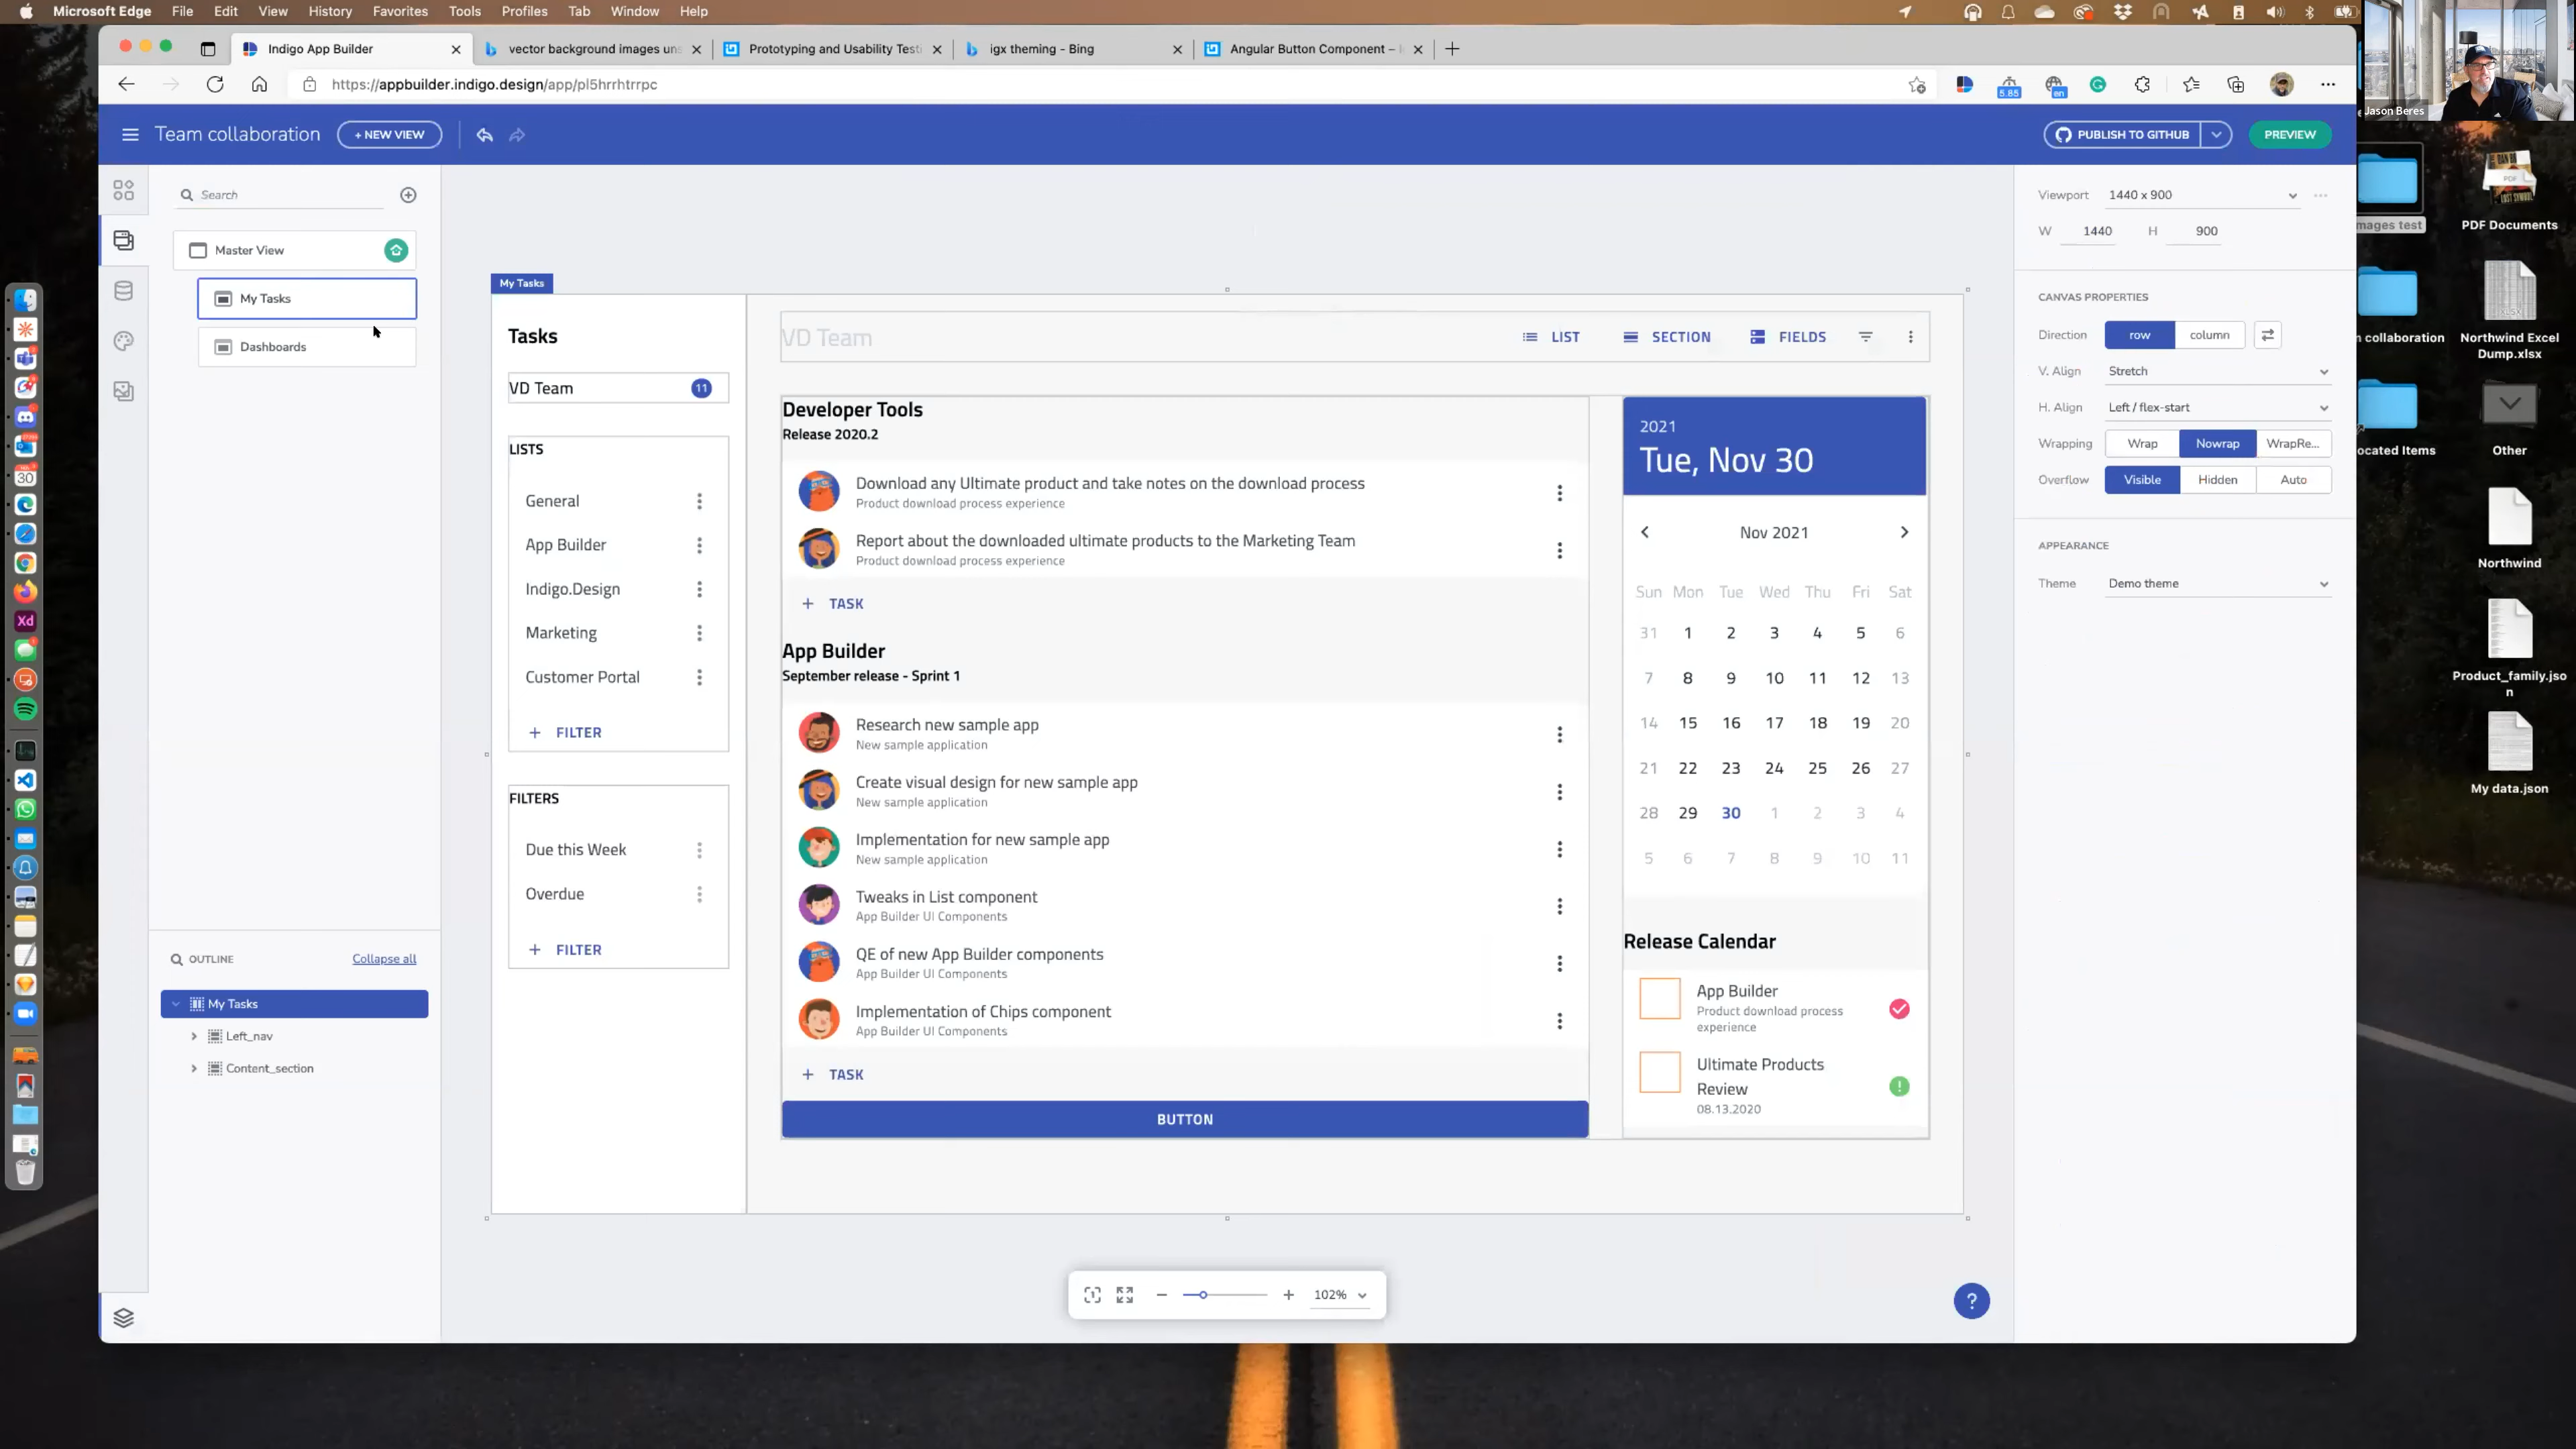 Microsoft Edge File Edit View History Favorites Tools Profiles Tab Window Help
Indigo App Builder
vector background images uns
Prototyping and Usability Testi
igx theming - Bing
Angular Button Component –
https://appbuilder.indigo.design/app/pl5hrrhtrrpc
5.85
en
Jason Beres
Team collaboration
+ NEW VIEW
PUBLISH TO GITHUB
PREVIEW
Search
Master View
My Tasks
Dashboards
OUTLINE
Collapse all
My Tasks
Left_nav
Content_section
My Tasks
Tasks
VD Team
11
LISTS
General
App Builder
Indigo.Design
Marketing
Customer Portal
+ FILTER
FILTERS
Due this Week
Overdue
+ FILTER
VD Team
LIST
SECTION
FIELDS
Developer Tools
Release 2020.2
Download any Ultimate product and take notes on the download process
Product download process experience
Report about the downloaded ultimate products to the Marketing Team
Product download process experience
+ TASK
App Builder
September release - Sprint 1
Research new sample app
New sample application
Create visual design for new sample app
New sample application
Implementation for new sample app
New sample application
Tweaks in List component
App Builder UI Components
QE of new App Builder components
App Builder UI Components
Implementation of Chips component
App Builder UI Components
+ TASK
BUTTON
2021
Tue, Nov 30
Nov 2021
Sun Mon Tue Wed Thu Fri Sat
31 1 2 3 4 5 6
7 8 9 10 11 12 13
14 15 16 17 18 19 20
21 22 23 24 25 26 27
28 29 30 1 2 3 4
5 6 7 8 9 10 11
Release Calendar
App Builder
Product download process
experience
Ultimate Products
Review
08.13.2020
!
102%
?
Viewport 1440 x 900
W 1440 H 900
CANVAS PROPERTIES
Direction row column
V. Align Stretch
H. Align Left / flex-start
Wrapping Wrap Nowrap WrapRe...
Overflow Visible Hidden Auto
APPEARANCE
Theme Demo theme
mages test
PDF
PDF Documents
n collaboration
Northwind Excel
Dump.xlsx
ocated Items
Other
Northwind
Product_family.jso
n
My data.json
30
Xd